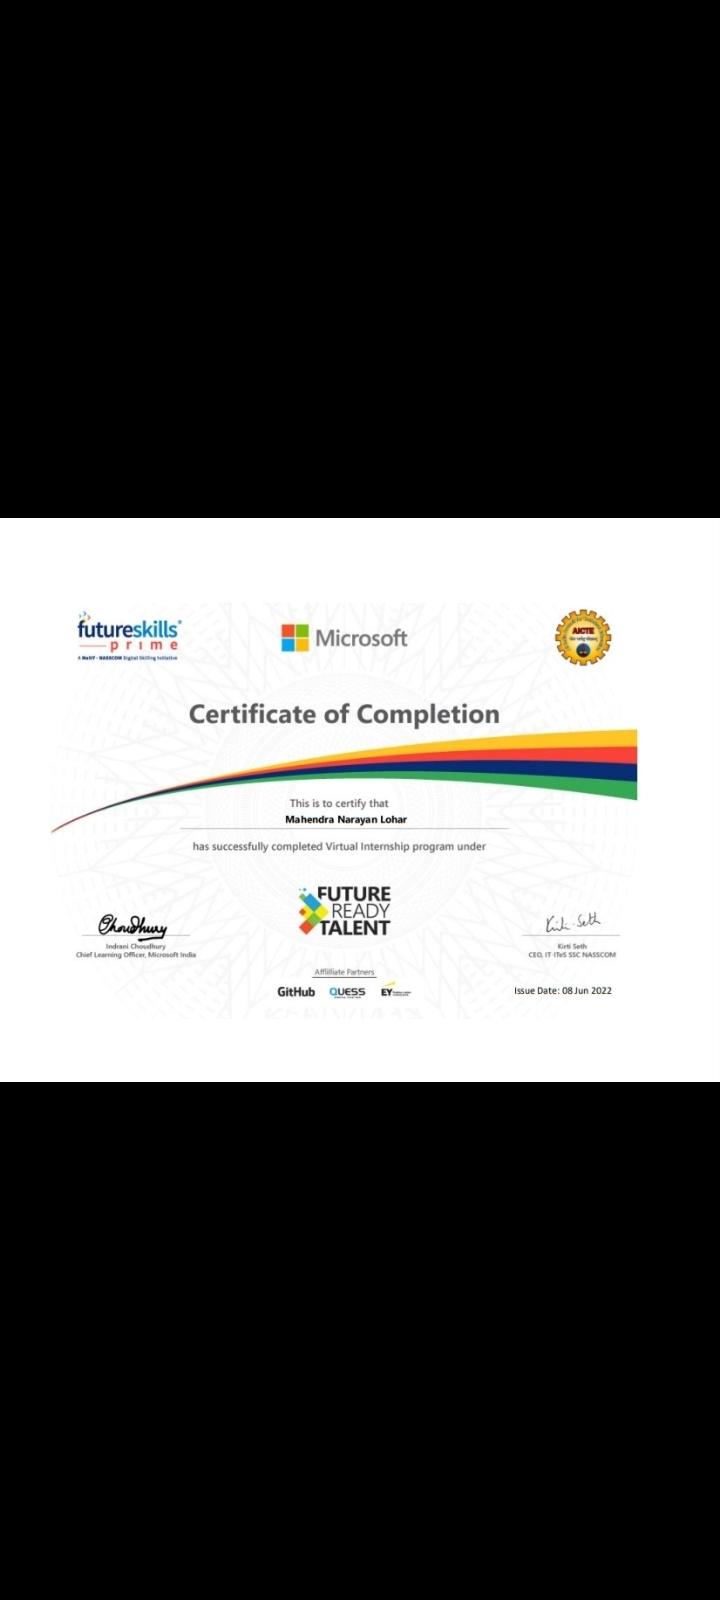 futureskills
prime
A MeitY - NASSCOM Digital Skilling Initiative
Microsoft
AICTE
Certificate of Completion
This is to certify that
Mahendra Narayan Lohar
has successfully completed Virtual Internship program under
FUTURE
READY
TALENT
Choudhury
Indrani Choudhury
Chief Learning Officer, Microsoft India
Kirti Seth
Kirti Seth
CEO, IT-ITeS SSC NASSCOM
Affilliate Partners
GitHub QUESS EY
Issue Date: 08 Jun 2022